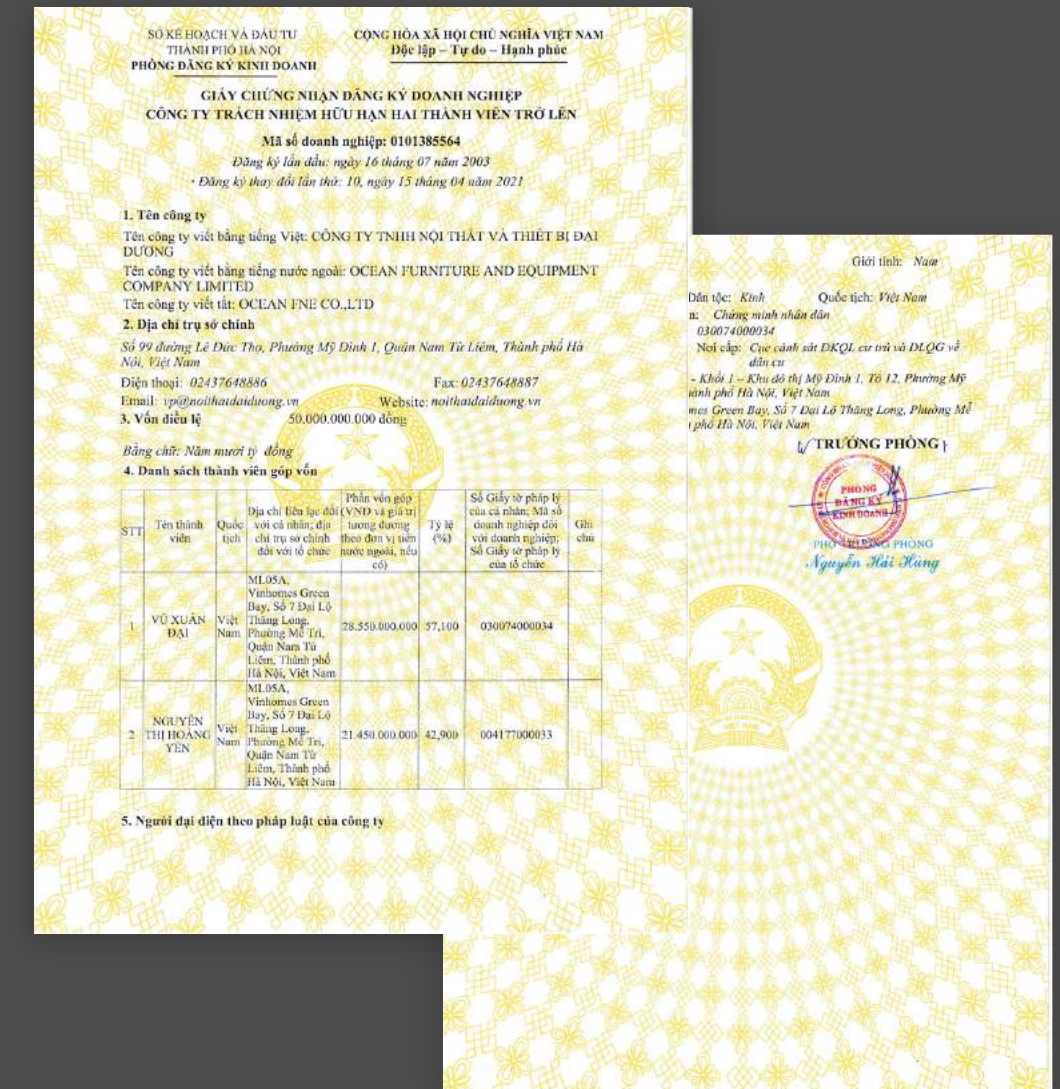 SỞ KẾ HOẠCH VÀ ĐẦU TƯ
THÀNH PHỐ HÀ NỘI
PHÒNG ĐĂNG KÝ KINH DOANH
CỘNG HÒA XÃ HỘI CHỦ NGHĨA VIỆT NAM
Độc lập – Tự do – Hạnh phúc
GIẤY CHỨNG NHẬN ĐĂNG KÝ DOANH NGHIỆP
CÔNG TY TRÁCH NHIỆM HỮU HẠN HAI THÀNH VIÊN TRỞ LÊN
Mã số doanh nghiệp: 0101385564
Đăng ký lần đầu: ngày 16 tháng 07 năm 2003
Đăng ký thay đổi lần thứ: 10, ngày 15 tháng 04 năm 2021
1. Tên công ty
Tên công ty viết bằng tiếng Việt: CÔNG TY TNHH NỘI THẤT VÀ THIẾT BỊ ĐẠI
DƯƠNG
Tên công ty viết bằng tiếng nước ngoài: OCEAN FURNITURE AND EQUIPMENT
COMPANY LIMITED
Tên công ty viết tắt: OCEAN FNE CO.,LTD
2. Địa chỉ trụ sở chính
Số 99 đường Lê Đức Thọ, Phường Mỹ Đình 1, Quận Nam Từ Liêm, Thành phố Hà
Nội, Việt Nam
Điện thoại: 02437648886 Fax: 02437648887
Email: vp@noithatdaiduong.vn Website: noithatdaiduong.vn
3. Vốn điều lệ 50.000.000.000 đồng
Bằng chữ: Năm mươi tỷ đồng
4. Danh sách thành viên góp vốn
STT
Tên thành
viên
Quốc
tịch
Địa chỉ liên lạc đối
với cá nhân; địa
chỉ trụ sở chính
đối với tổ chức
Phần vốn góp
(VNĐ và giá trị
tương đương
theo đơn vị tiền
nước ngoài, nếu
có)
Tỷ lệ
(%)
Số Giấy tờ pháp lý
của cá nhân; Mã số
doanh nghiệp đối
với doanh nghiệp;
Số Giấy tờ pháp lý
của tổ chức
Ghi
chú
1
VŨ XUÂN
ĐẠI
Việt
Nam
ML05A,
Vinhomes Green
Bay, Số 7 Đại Lộ
Thăng Long,
Phường Mễ Trì,
Quận Nam Từ
Liêm, Thành phố
Hà Nội, Việt Nam
28.550.000.000
57,100
030074000034
2
NGUYỄN
THỊ HOÀNG
YẾN
Việt
Nam
ML05A,
Vinhomes Green
Bay, Số 7 Đại Lộ
Thăng Long,
Phường Mễ Trì,
Quận Nam Từ
Liêm, Thành phố
Hà Nội, Việt Nam
21.450.000.000
42,900
004177000033
5. Người đại diện theo pháp luật của công ty
Giới tính: Nam
Dân tộc: Kinh Quốc tịch: Việt Nam
n: Chứng minh nhân dân
030074000034
Nơi cấp: Cục cảnh sát ĐKQL cư trú và DLQG về
dân cư
- Khối 1 – Khu đô thị Mỹ Đình 1, Tổ 12, Phường Mỹ
thành phố Hà Nội, Việt Nam
mes Green Bay, Số 7 Đại Lộ Thăng Long, Phường Mễ
phố Hà Nội, Việt Nam
TRƯỞNG PHÒNG
PHÒNG
ĐĂNG KÝ
KINH DOANH
PHÓ TRƯỞNG PHÒNG
Nguyễn Hải Hùng